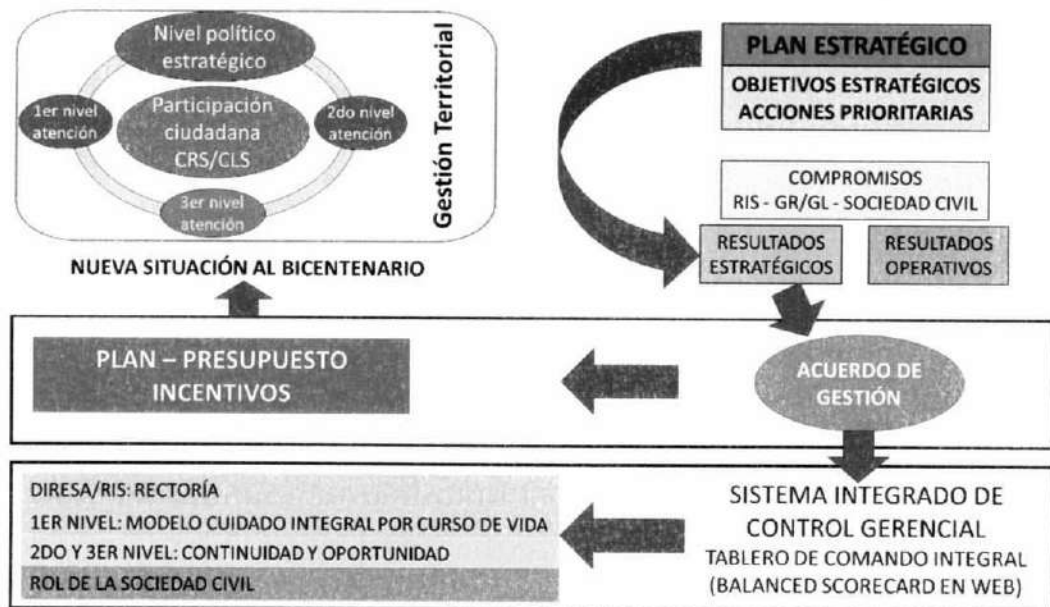 Nivel político
estratégico
1er nivel
atención
Participación
ciudadana
CRS/CLS
2do nivel
atención
3er nivel
atención
Gestión Territorial
NUEVA SITUACIÓN AL BICENTENARIO
PLAN ESTRATÉGICO
OBJETIVOS ESTRATÉGICOS
ACCIONES PRIORITARIAS
COMPROMISOS
RIS - GR/GL - SOCIEDAD CIVIL
RESULTADOS
ESTRATÉGICOS
RESULTADOS
OPERATIVOS
PLAN – PRESUPUESTO
INCENTIVOS
ACUERDO DE
GESTIÓN
DIRESA/RIS: RECTORÍA
1ER NIVEL: MODELO CUIDADO INTEGRAL POR CURSO DE VIDA
2DO Y 3ER NIVEL: CONTINUIDAD Y OPORTUNIDAD
ROL DE LA SOCIEDAD CIVIL
SISTEMA INTEGRADO DE
CONTROL GERENCIAL
TABLERO DE COMANDO INTEGRAL
(BALANCED SCORECARD EN WEB)